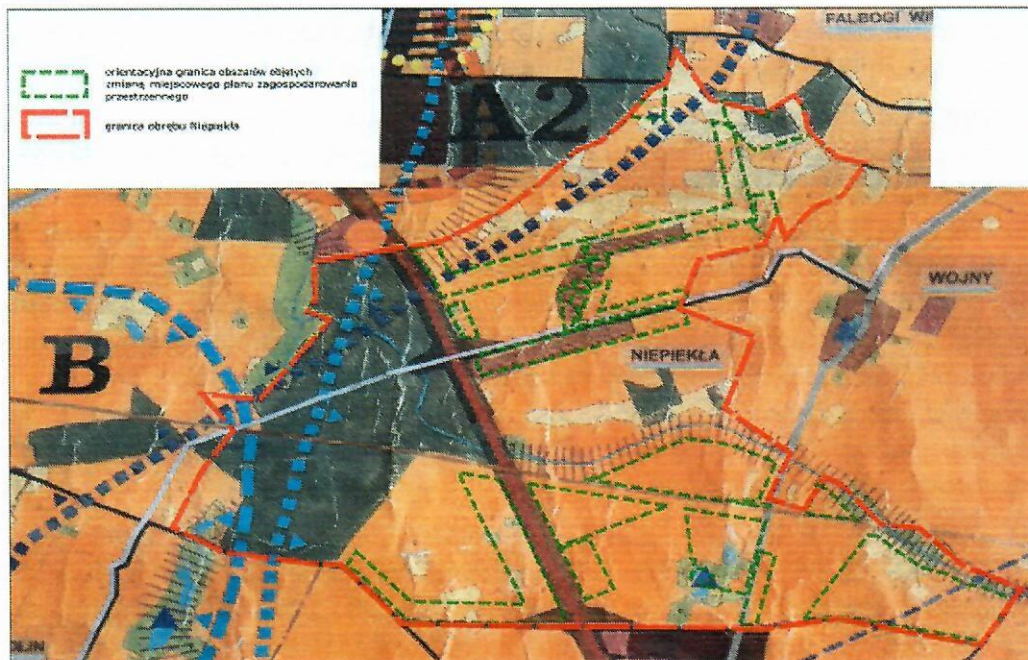 FALBOGI
orientacyjna granica obszarów objętych
zmianą miejscowego planu zagospodarowania
przestrzennego
granica obrębu Niepiekła
A2
WOJNY
NIEPIEKŁA
B